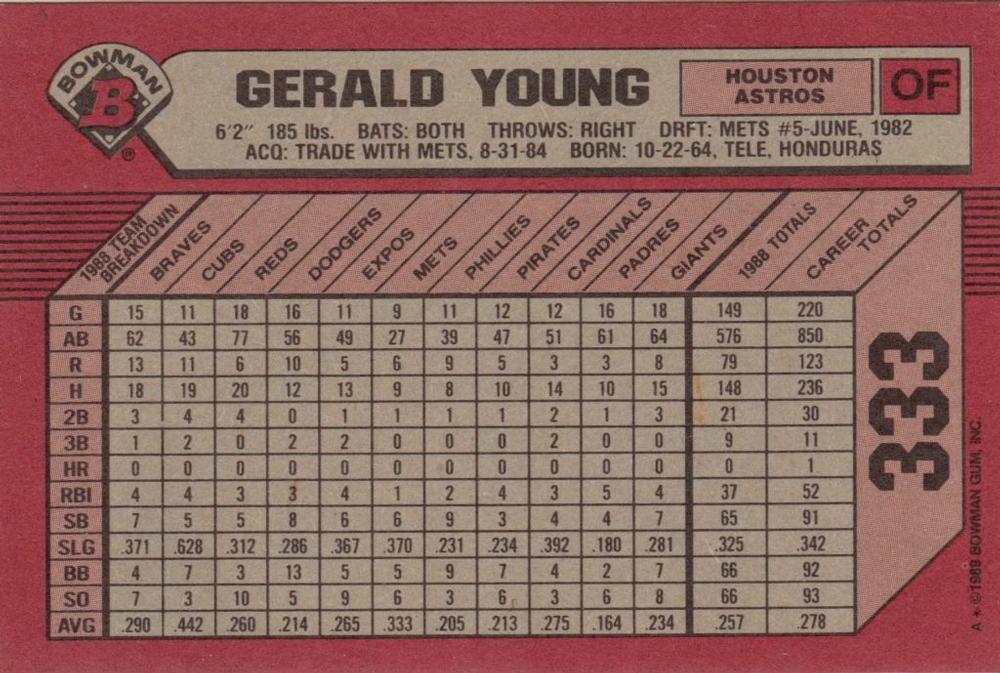 BOWMAN
B
®
GERALD YOUNG
HOUSTON
ASTROS
OF
6'2" 185 lbs. BATS: BOTH THROWS: RIGHT DRFT: METS #5-JUNE, 1982
ACQ: TRADE WITH METS, 8-31-84 BORN: 10-22-64, TELE, HONDURAS
1988 TEAM BREAKDOWN BRAVES CUBS REDS DODGERS EXPOS METS PHILLIES PIRATES CARDINALS PADRES GIANTS 1988 TOTALS CAREER TOTALS
G 15 11 18 16 11 9 11 12 12 16 18 149 220
AB 62 43 77 56 49 27 39 47 51 61 64 576 850
R 13 11 6 10 5 6 9 5 3 3 8 79 123
H 18 19 20 12 13 9 8 10 14 10 15 148 236
2B 3 4 4 0 1 1 1 1 2 1 3 21 30
3B 1 2 0 2 2 0 0 0 2 0 0 9 11
HR 0 0 0 0 0 0 0 0 0 0 0 0 1
RBI 4 4 3 3 4 1 2 4 3 5 4 37 52
SB 7 5 5 8 6 6 9 3 4 4 7 65 91
SLG .371 .628 .312 .286 .367 .370 .231 .234 .392 .180 .281 .325 .342
BB 4 7 3 13 5 5 9 7 4 2 7 66 92
SO 7 3 10 5 9 6 3 6 3 6 8 66 93
AVG .290 .442 .260 .214 .265 .333 .205 .213 .275 .164 .234 .257 .278
333
A * ©1989 BOWMAN GUM, INC.